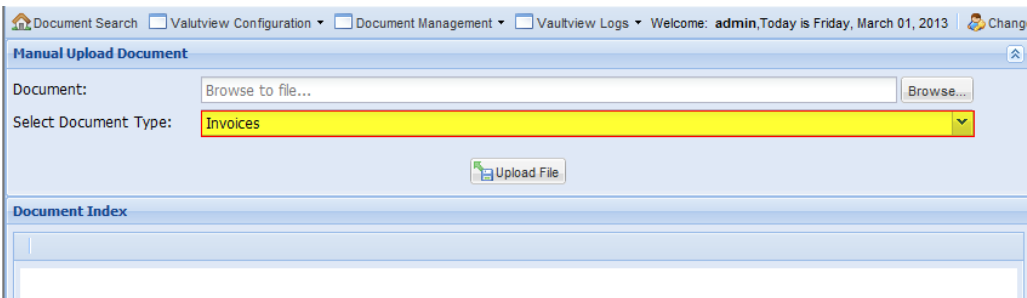 Document Search Valutview Configuration Document Management Vaultview Logs Welcome: admin,Today is Friday, March 01, 2013
Manual Upload Document
Document: Browse to file... Browse...
Select Document Type: Invoices
Upload File
Document Index